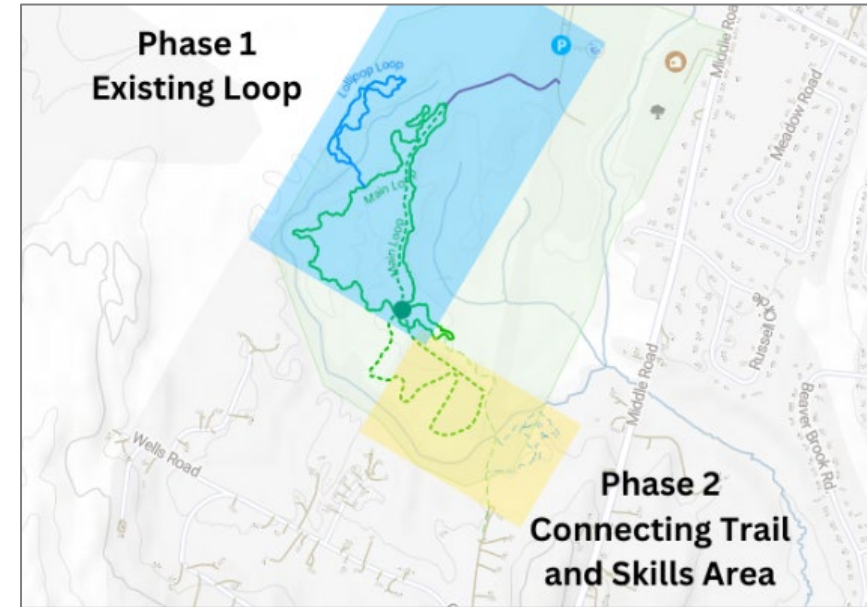 Phase 1
Existing Loop
Lollipop Loop
P
Middle Road
Meadow Road
Main Loop
Main Loop
Russell Cir
Middle Road
Beaver Brook Rd
Wells Road
Phase 2
Connecting Trail
and Skills Area